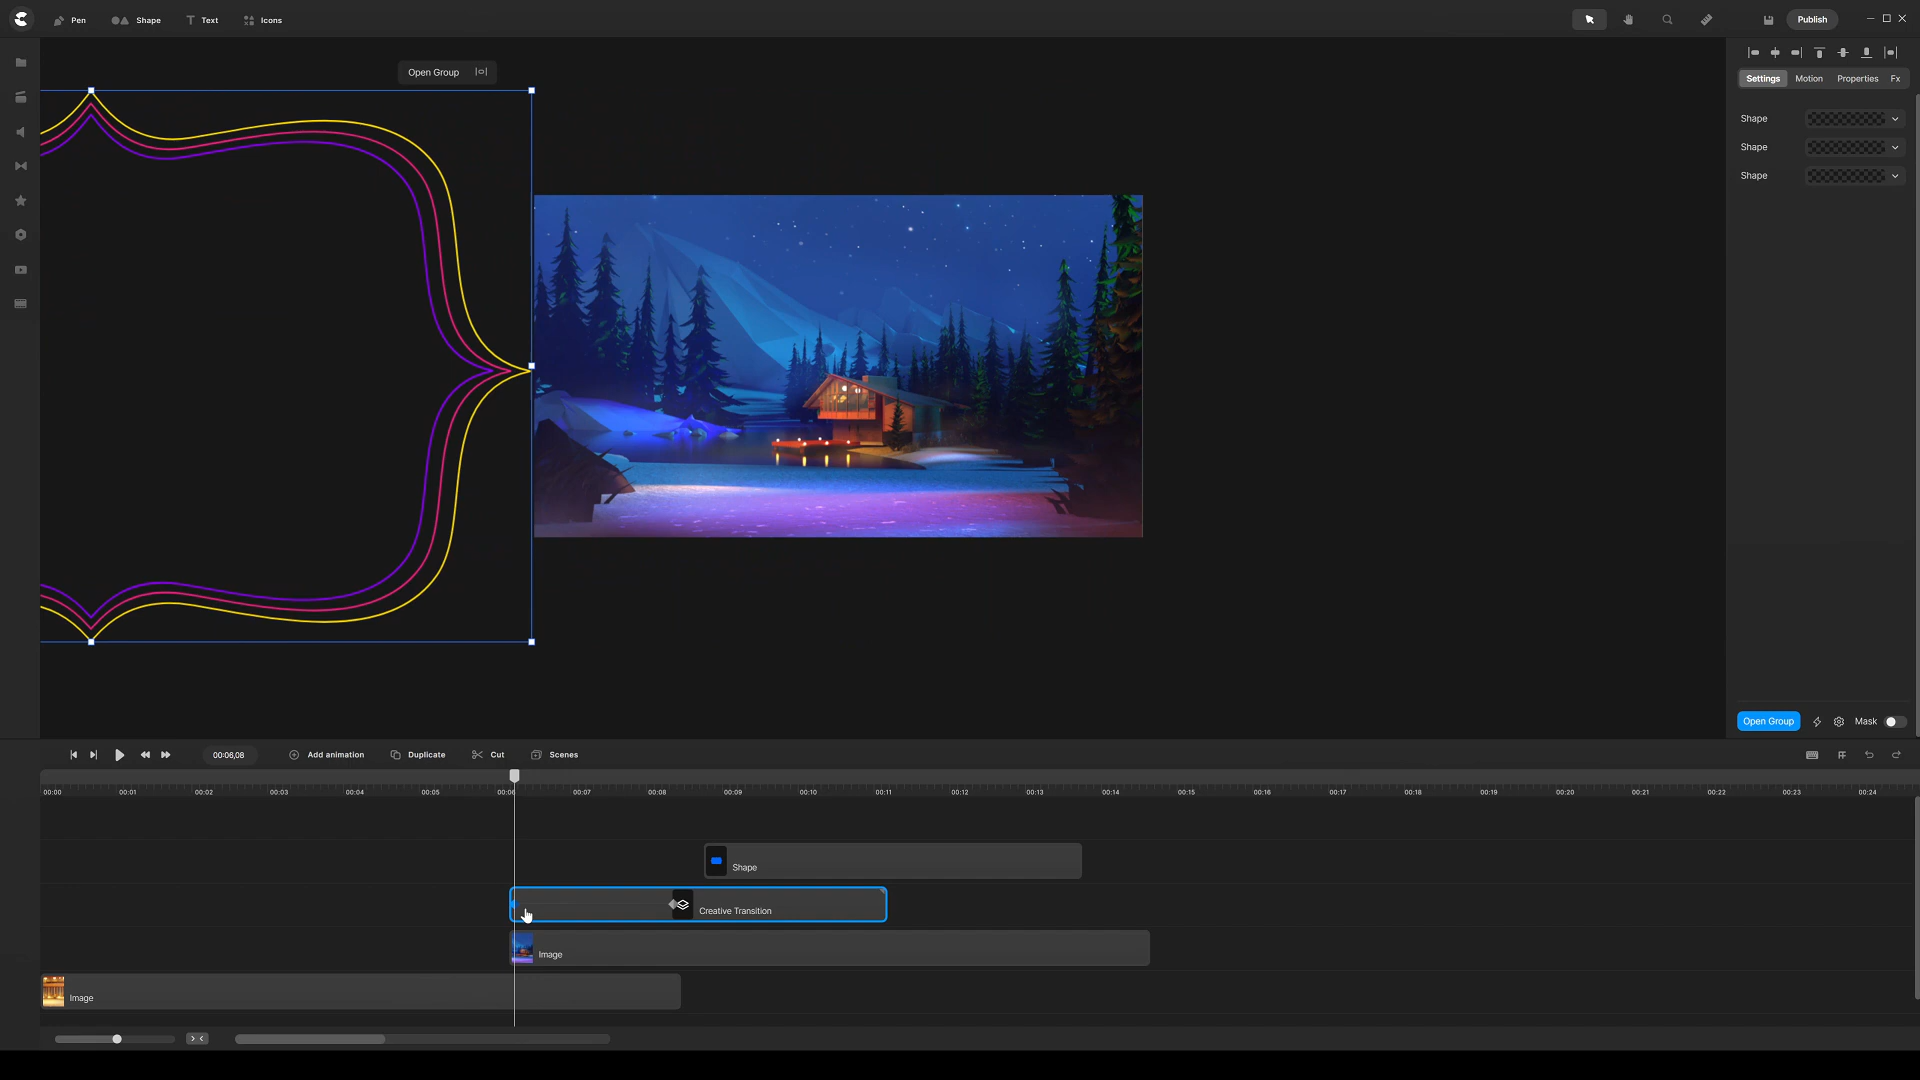 Pen Shape Text Icons Publish
Open Group
Settings Motion Properties Fx
Shape
Shape
Shape
Open Group Mask
00:06,08 Add animation Duplicate Cut Scenes
00:00 00:01 00:02 00:03 00:04 00:05 00:06 00:07 00:08 00:09 00:10 00:11 00:12 00:13 00:14 00:15 00:16 00:17 00:18 00:19 00:20 00:21 00:22 00:23 00:24
Shape
Creative Transition
Image
Image